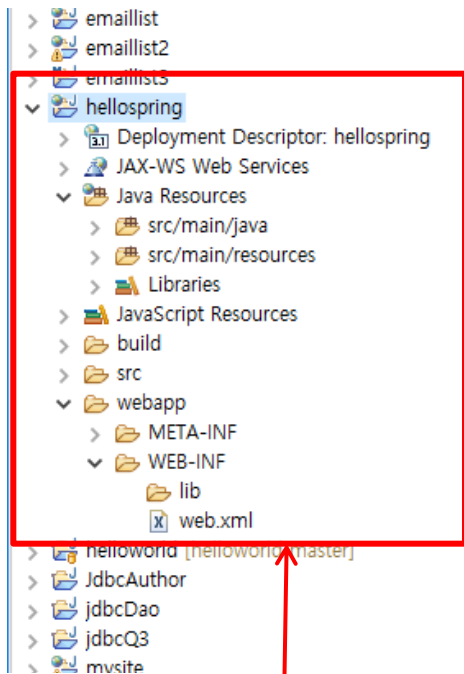 emaillist
emaillist2
emaillist3
hellospring
3.1 Deployment Descriptor: hellospring
JAX-WS Web Services
Java Resources
src/main/java
src/main/resources
Libraries
JavaScript Resources
build
src
webapp
META-INF
WEB-INF
lib
X web.xml
helloworld [helloworld master]
JdbcAuthor
jdbcDao
jdbcQ3
mysite